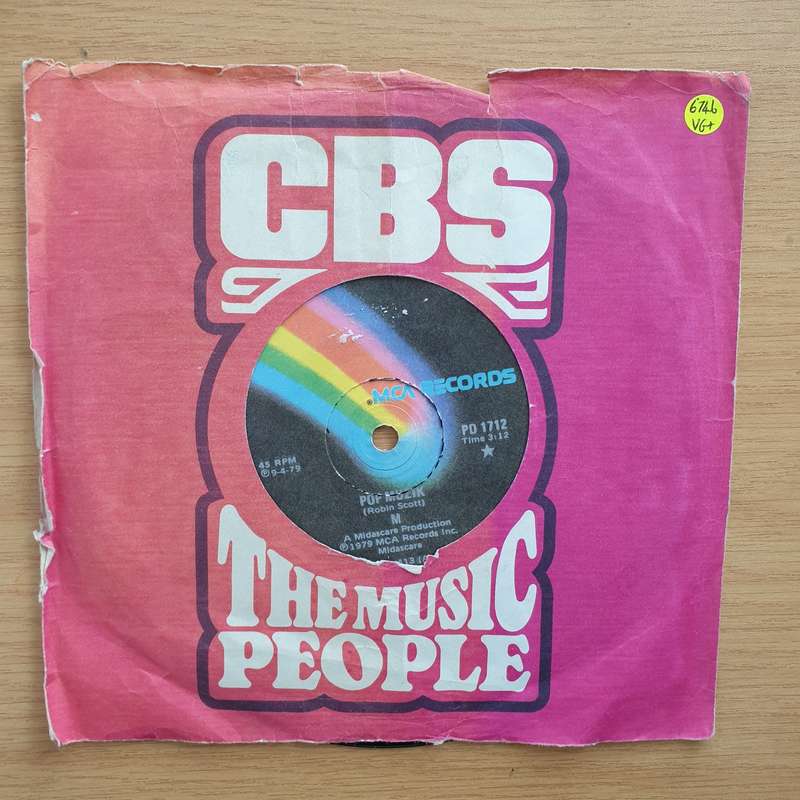 6746
VG+
CBS
MCA RECORDS
PD 1712
Time 3:12
45 RPM
℗9-4-79
POP MUZIK
(Robin Scott)
M
A Midascare Production
℗1979 MCA Records Inc.
Midascare
THE MUSIC
PEOPLE